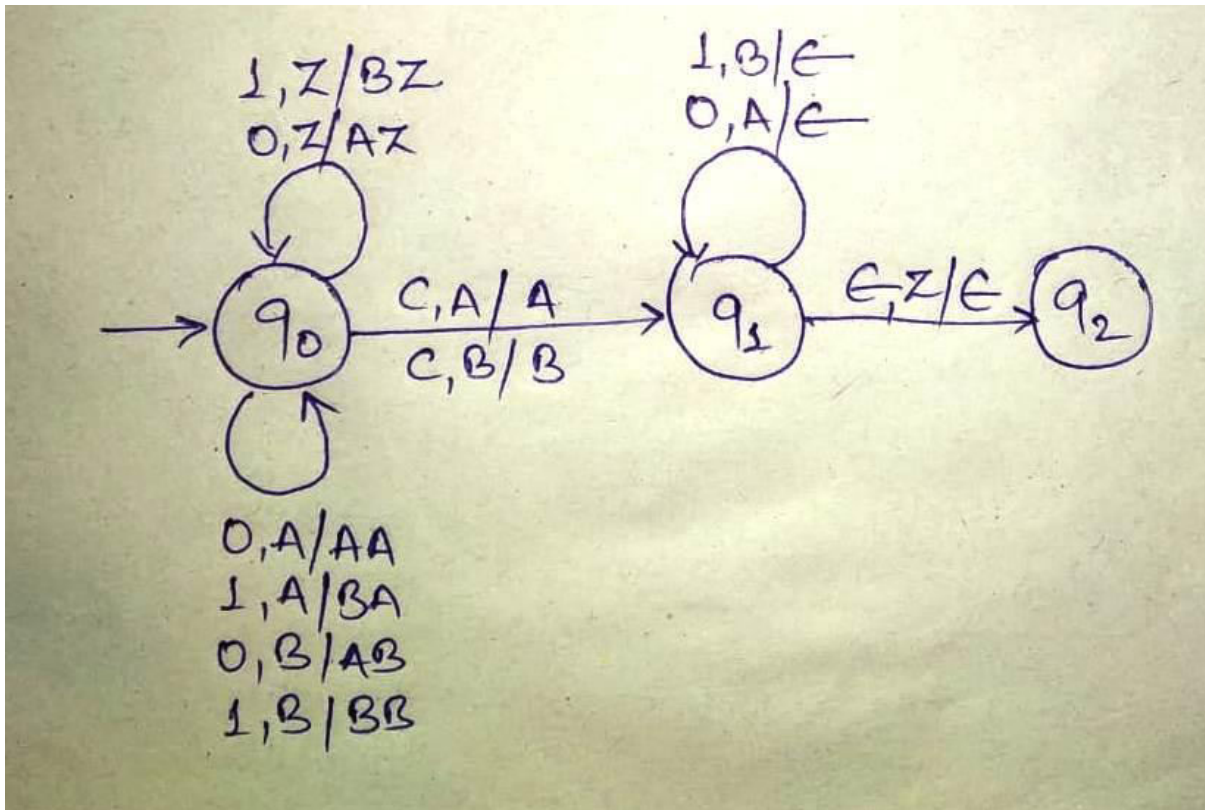 1,Z/BZ
0,Z/AZ
1,B/Є
0,A/Є
q0
C,A/A
C,B/B
q1
Є,Z/Є
q2
0,A/AA
1,A/BA
0,B/AB
1,B/BB